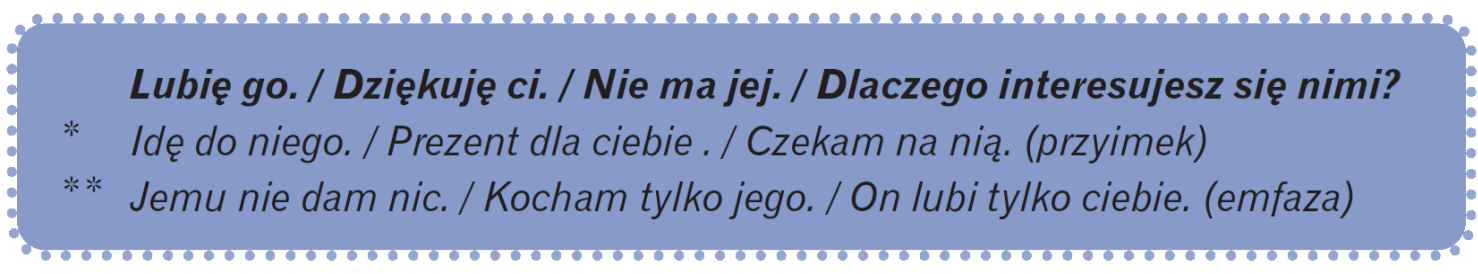 Lubię go. / Dziękuję ci. / Nie ma jej. / Dlaczego interesujesz się nimi?
* Idę do niego. / Prezent dla ciebie . / Czekam na nią. (przyimek)
** Jemu nie dam nic. / Kocham tylko jego. / On lubi tylko ciebie. (emfaza)